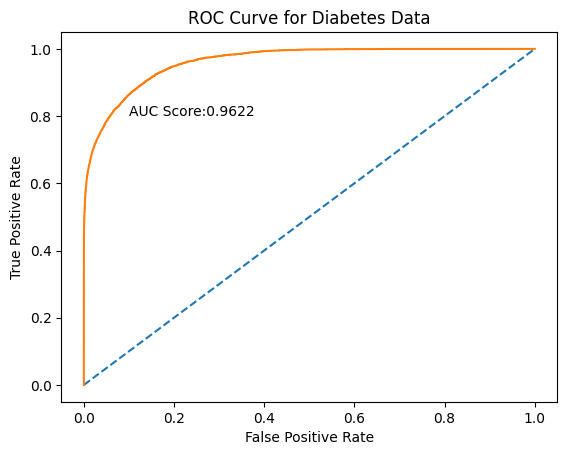 ROC Curve for Diabetes Data
1.0
0.8
0.6
0.4
0.2
0.0
True Positive Rate
AUC Score:0.9622
0.0 0.2 0.4 0.6 0.8 1.0
False Positive Rate